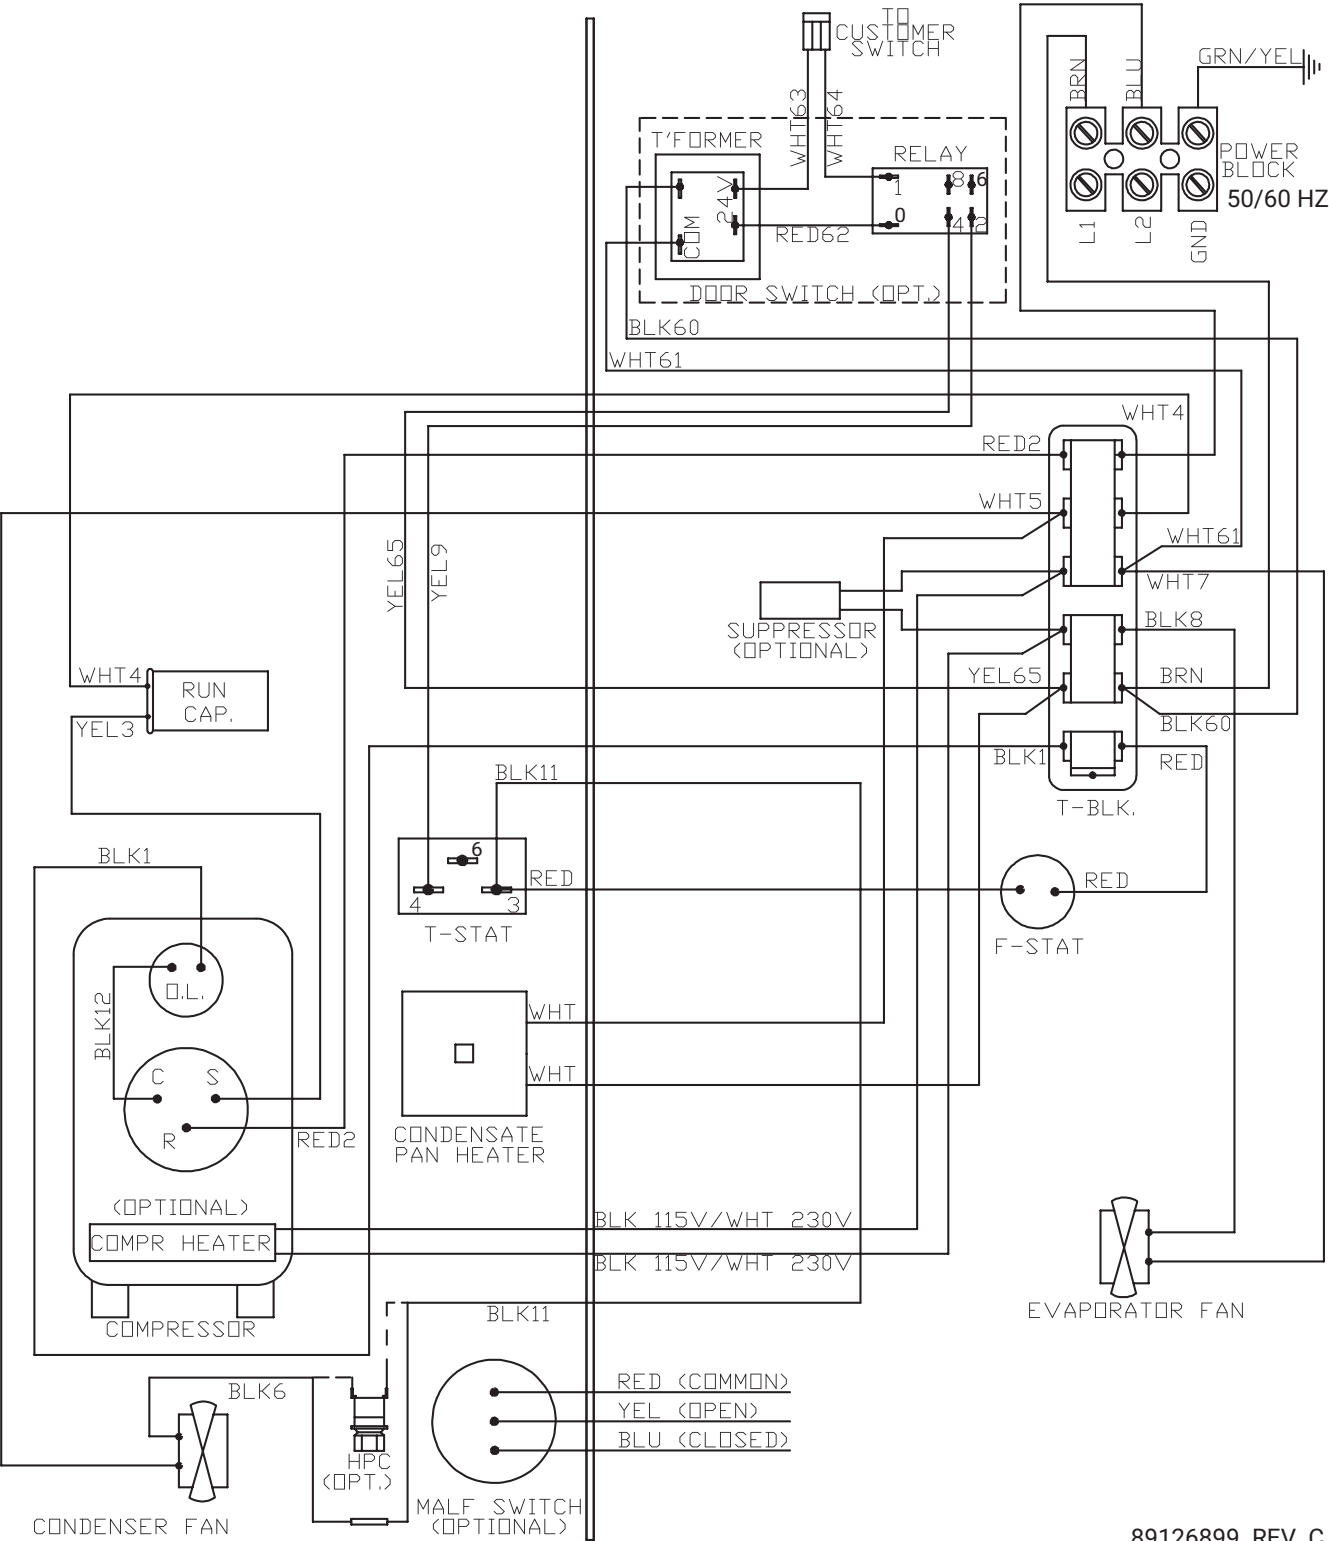 TO
CUSTOMER
SWITCH
GRN/YEL
BRN
BLU
WHT63
WHT64
T'FORMER
RELAY
POWER
BLOCK
50/60 HZ
24V
COM
1
8
6
0
4
2
RED62
L1
L2
GND
DOOR SWITCH (OPT.)
BLK60
WHT61
WHT4
RED2
WHT5
WHT61
YEL65
YEL9
WHT7
SUPPRESSOR
(OPTIONAL)
BLK8
YEL65
BRN
WHT4
RUN
CAP.
YEL3
BLK60
BLK1
RED
BLK11
T-BLK.
6
BLK1
RED
RED
4
3
T-STAT
F-STAT
O.L.
BLK12
WHT
C
S
WHT
R
RED2
CONDENSATE
PAN HEATER
(OPTIONAL)
COMPR HEATER
BLK 115V/WHT 230V
BLK 115V/WHT 230V
COMPRESSOR
BLK11
EVAPORATOR FAN
BLK6
RED (COMMON)
YEL (OPEN)
BLU (CLOSED)
HPC
(OPT.)
MALF SWITCH
(OPTIONAL)
CONDENSER FAN
89126899 REV C